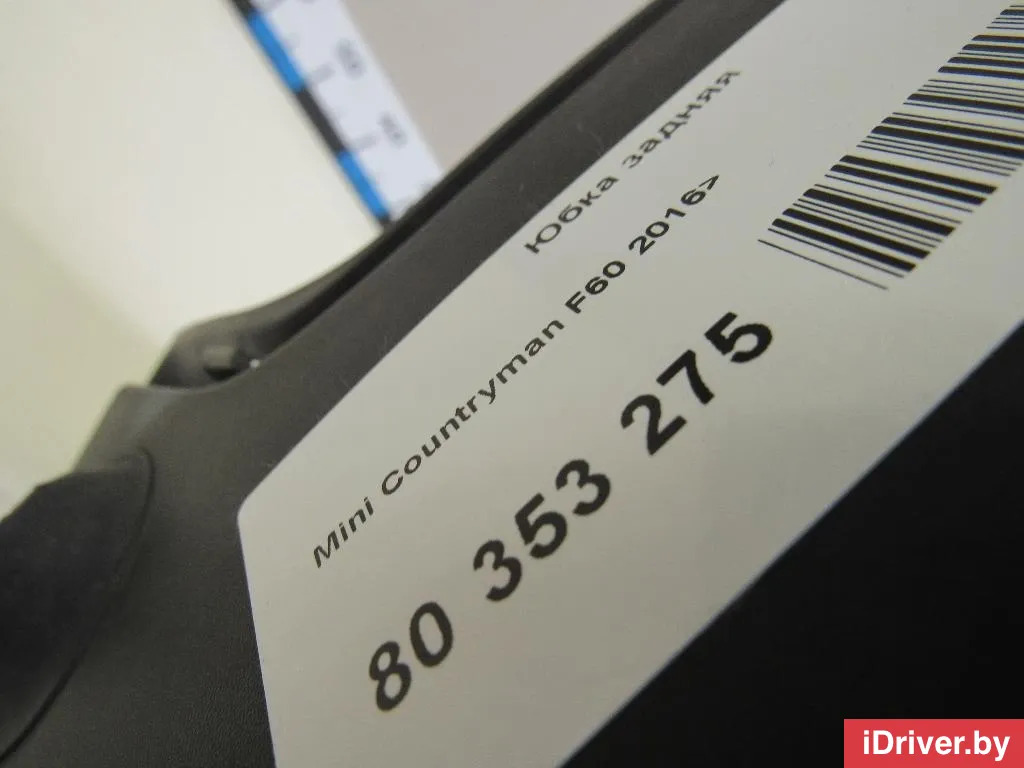 Юбка задняя
Mini Countryman F60 2016>
80 353 275
iDriver.by